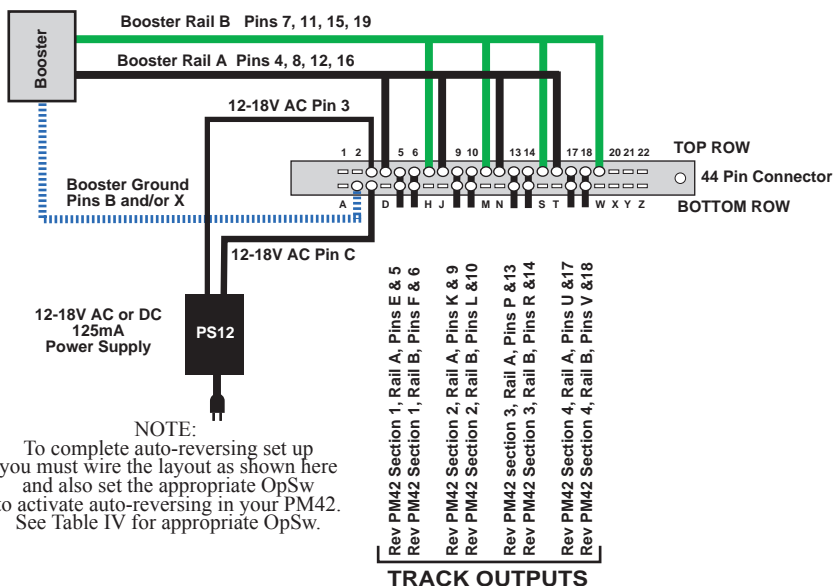 Booster Rail B Pins 7, 11, 15, 19
Booster
Booster Rail A Pins 4, 8, 12, 16
12-18V AC Pin 3
1 2 5 6 9 10 13 14 17 18 20 21 22
TOP ROW
44 Pin Connector
BOTTOM ROW
A D H J M N S T W X Y Z
Booster Ground
Pins B and/or X
12-18V AC Pin C
12-18V AC or DC
125mA
Power Supply
PS12
Rev PM42 Section 1, Rail A, Pins E & 5
Rev PM42 Section 1, Rail B, Pins F & 6
Rev PM42 Section 2, Rail A, Pins K & 9
Rev PM42 Section 2, Rail B, Pins L &10
Rev PM42 section 3, Rail A, Pins P &13
Rev PM42 Section 3, Rail B, Pins R &14
Rev PM42 Section 4, Rail A, Pins U &17
Rev PM42 Section 4, Rail B, Pins V &18
NOTE:
To complete auto-reversing set up
you must wire the layout as shown here
and also set the appropriate OpSw
to activate auto-reversing in your PM42.
See Table IV for appropriate OpSw.
TRACK OUTPUTS